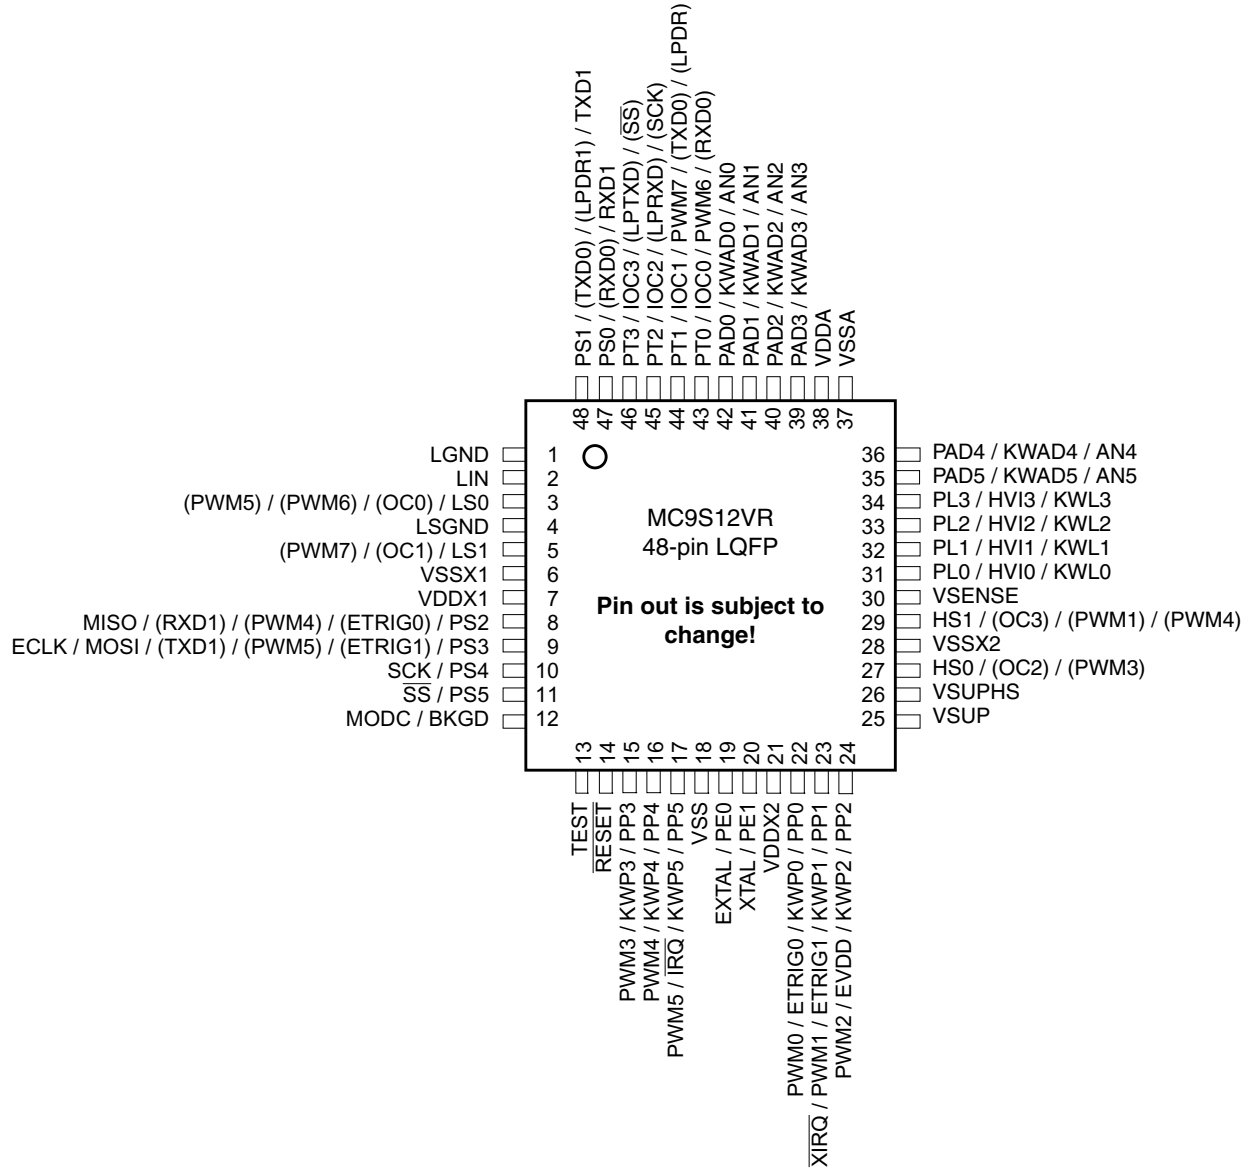 PS1 / (TXD0) / (LPDR1) / TXD1
PS0 / (RXD0) / RXD1
PT3 / IOC3 / (LPTXD) / (S̅S̅)
PT2 / IOC2 / (LPRXD) / (SCK)
PT1 / IOC1 / PWM7 / (TXD0) / (LPDR)
PT0 / IOC0 / PWM6 / (RXD0)
PAD0 / KWAD0 / AN0
PAD1 / KWAD1 / AN1
PAD2 / KWAD2 / AN2
PAD3 / KWAD3 / AN3
VDDA
VSSA
48
47
46
45
44
43
42
41
40
39
38
37
LGND 1
LIN 2
(PWM5) / (PWM6) / (OC0) / LS0 3
LSGND 4
(PWM7) / (OC1) / LS1 5
VSSX1 6
VDDX1 7
MISO / (RXD1) / (PWM4) / (ETRIG0) / PS2 8
ECLK / MOSI / (TXD1) / (PWM5) / (ETRIG1) / PS3 9
SCK / PS4 10
S̅S̅ / PS5 11
MODC / BKGD 12
MC9S12VR
48-pin LQFP
Pin out is subject to
change!
36 PAD4 / KWAD4 / AN4
35 PAD5 / KWAD5 / AN5
34 PL3 / HVI3 / KWL3
33 PL2 / HVI2 / KWL2
32 PL1 / HVI1 / KWL1
31 PL0 / HVI0 / KWL0
30 VSENSE
29 HS1 / (OC3) / (PWM1) / (PWM4)
28 VSSX2
27 HS0 / (OC2) / (PWM3)
26 VSUPHS
25 VSUP
13
14
15
16
17
18
19
20
21
22
23
24
TEST
R̅E̅S̅E̅T̅
PWM3 / KWP3 / PP3
PWM4 / KWP4 / PP4
PWM5 / I̅R̅Q̅ / KWP5 / PP5
VSS
EXTAL / PE0
XTAL / PE1
VDDX2
PWM0 / ETRIG0 / KWP0 / PP0
X̅I̅R̅Q̅ / PWM1 / ETRIG1 / KWP1 / PP1
PWM2 / EVDD / KWP2 / PP2